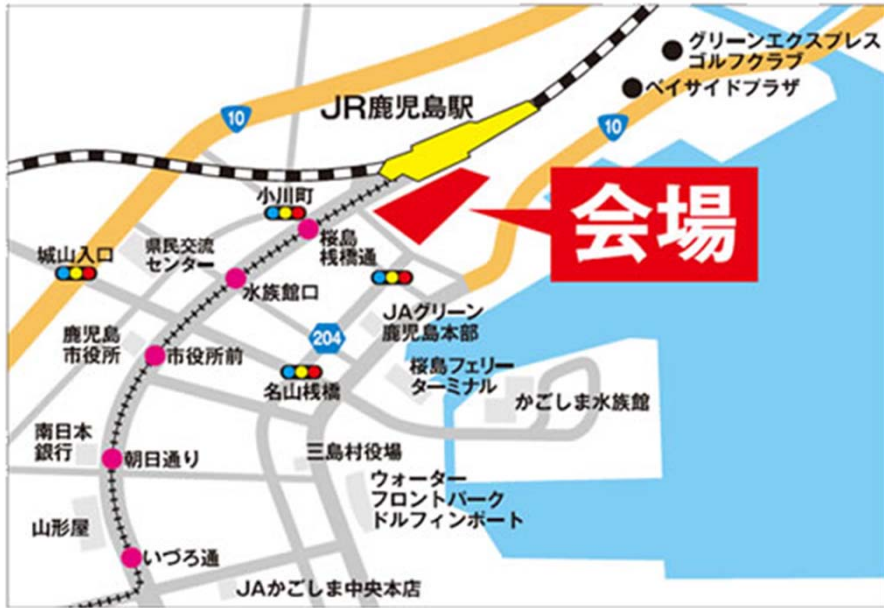 グリーンエクスプレス
ゴルフクラブ
ベイサイドプラザ
JR鹿児島駅
10
10
会場
小川町
桜島
桟橋通
県民交流
センター
城山入口
水族館口
JAグリーン
鹿児島本部
鹿児島
市役所
市役所前
204
名山桟橋
桜島フェリー
ターミナル
かごしま水族館
南日本
銀行
朝日通り
三島村役場
ウォーター
フロントパーク
ドルフィンポート
山形屋
いづろ通
JAかごしま中央本店